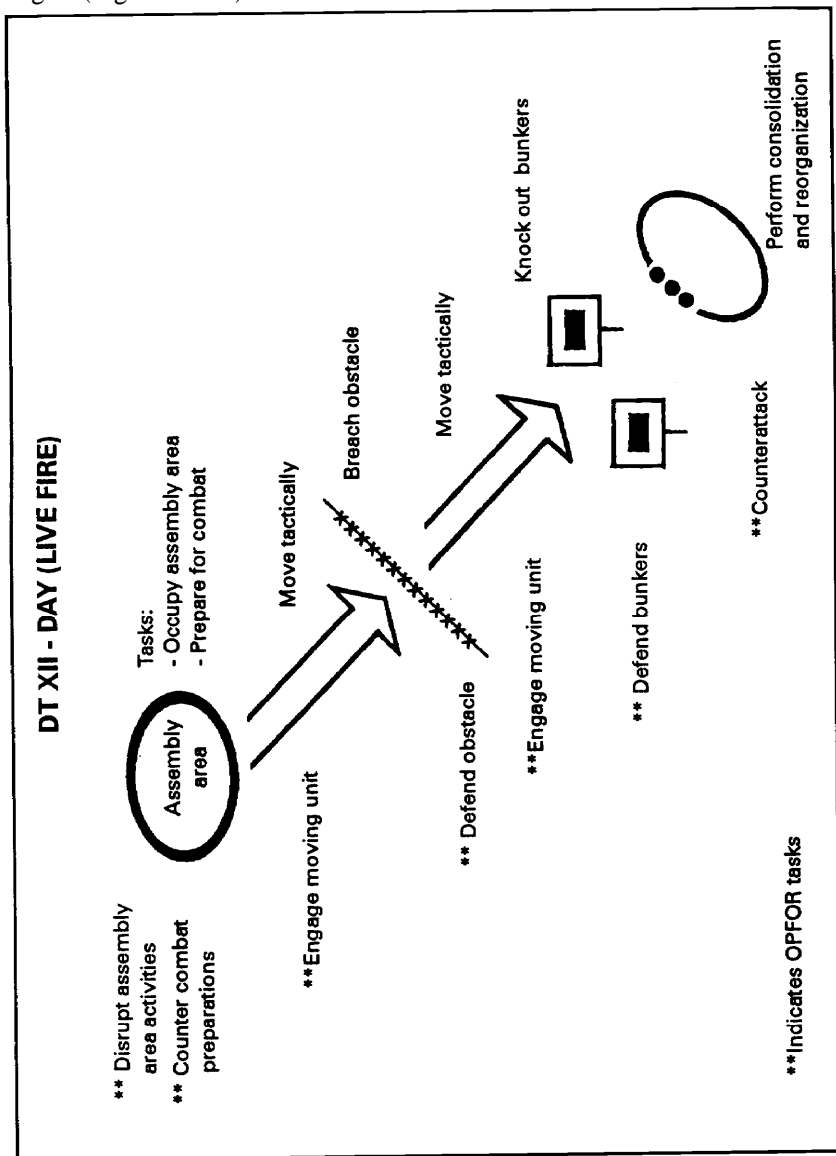 DT XII - DAY (LIVE FIRE)
** Disrupt assembly
area activities
** Counter combat
preparations
Assembly
area
Tasks:
- Occupy assembly area
- Prepare for combat
**Engage moving unit
Move tactically
** Defend obstacle
Breach obstacle
**Engage moving unit
Move tactically
** Defend bunkers
Knock out bunkers
**Counterattack
Perform consolidation
and reorganization
**Indicates OPFOR tasks